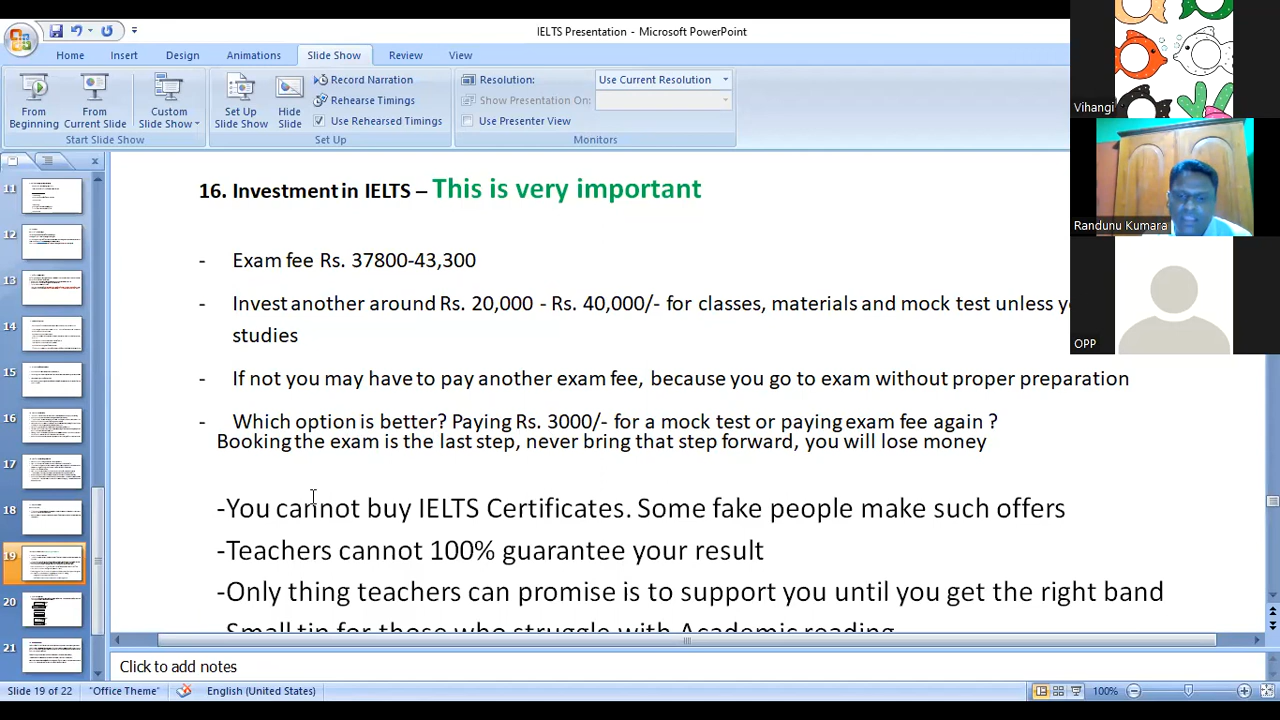 IELTS Presentation - Microsoft PowerPoint
Home Insert Design Animations Slide Show Review View
From Beginning
From Current Slide
Custom Slide Show
Start Slide Show
Set Up Slide Show
Hide Slide
Record Narration
Rehearse Timings
Use Rehearsed Timings
Set Up
Resolution: Use Current Resolution
Show Presentation On:
Use Presenter View
Monitors
Vihangi
Randunu Kumara
OPP
11
12
13
14
15
16
17
18
19
20
21
16. Investment in IELTS – This is very important
- Exam fee Rs. 37800-43,300
- Invest another around Rs. 20,000 - Rs. 40,000/- for classes, materials and mock test unless
studies
- If not you may have to pay another exam fee, because you go to exam without proper preparation
- Which option is better? Paying Rs. 3000/- for a mock test or paying exam fee again ?
Booking the exam is the last step, never bring that step forward, you will lose money
-You cannot buy IELTS Certificates. Some fake people make such offers
-Teachers cannot 100% guarantee your result
-Only thing teachers can promise is to support you until you get the right band
-Small tip for those who struggle with Academic reading
Click to add notes
Slide 19 of 22 "Office Theme" English (United States) 100%